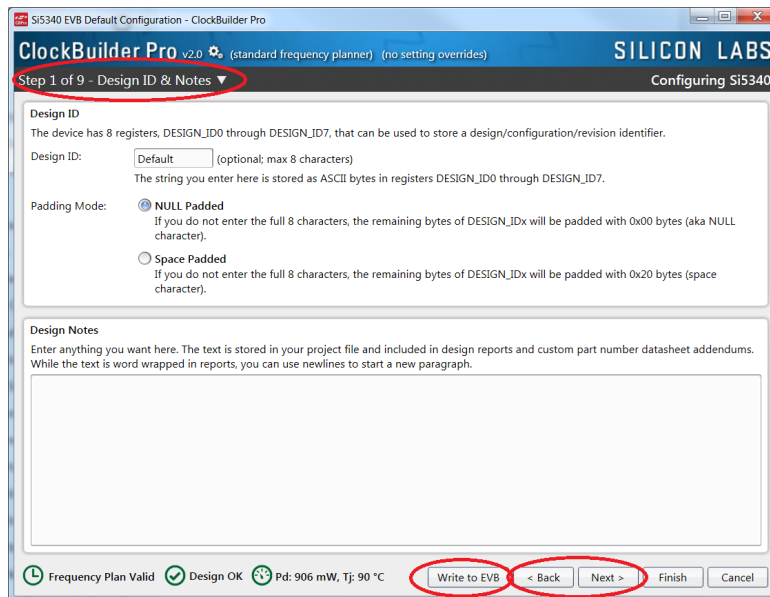 Si5340 EVB Default Configuration - ClockBuilder Pro
ClockBuilder Pro v2.0 (standard frequency planner) (no setting overrides) SILICON LABS
Step 1 of 9 - Design ID & Notes ▼ Configuring Si5340
Design ID
The device has 8 registers, DESIGN_ID0 through DESIGN_ID7, that can be used to store a design/configuration/revision identifier.
Design ID: Default (optional; max 8 characters)
The string you enter here is stored as ASCII bytes in registers DESIGN_ID0 through DESIGN_ID7.
Padding Mode: NULL Padded
If you do not enter the full 8 characters, the remaining bytes of DESIGN_IDx will be padded with 0x00 bytes (aka NULL
character).
Space Padded
If you do not enter the full 8 characters, the remaining bytes of DESIGN_IDx will be padded with 0x20 bytes (space
character).
Design Notes
Enter anything you want here. The text is stored in your project file and included in design reports and custom part number datasheet addendums.
While the text is word wrapped in reports, you can use newlines to start a new paragraph.
Frequency Plan Valid Design OK Pd: 906 mW, Tj: 90 °C Write to EVB < Back Next > Finish Cancel